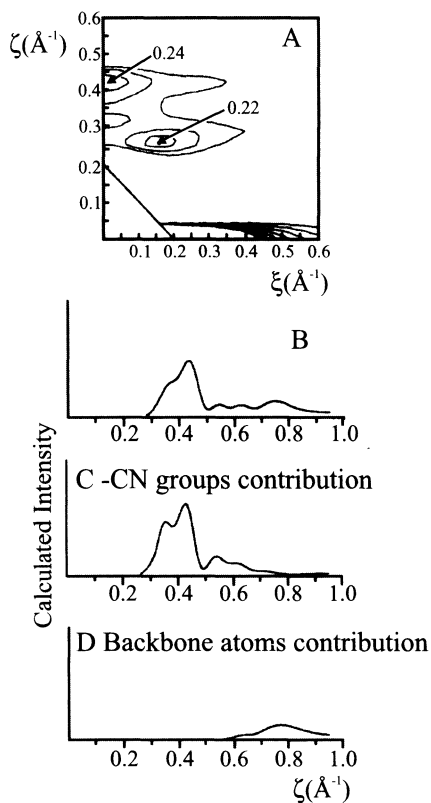 0.6
ζ(Å⁻¹)
A
0.5
0.24
0.4
0.22
0.3
0.2
0.1
0.1 0.2 0.3 0.4 0.5 0.6
ξ(Å⁻¹)
B
0.2 0.4 0.6 0.8 1.0
Calculated Intensity
C -CN groups contribution
0.2 0.4 0.6 0.8 1.0
D Backbone atoms contribution
0.2 0.4 0.6 0.8 1.0
ζ(Å⁻¹)